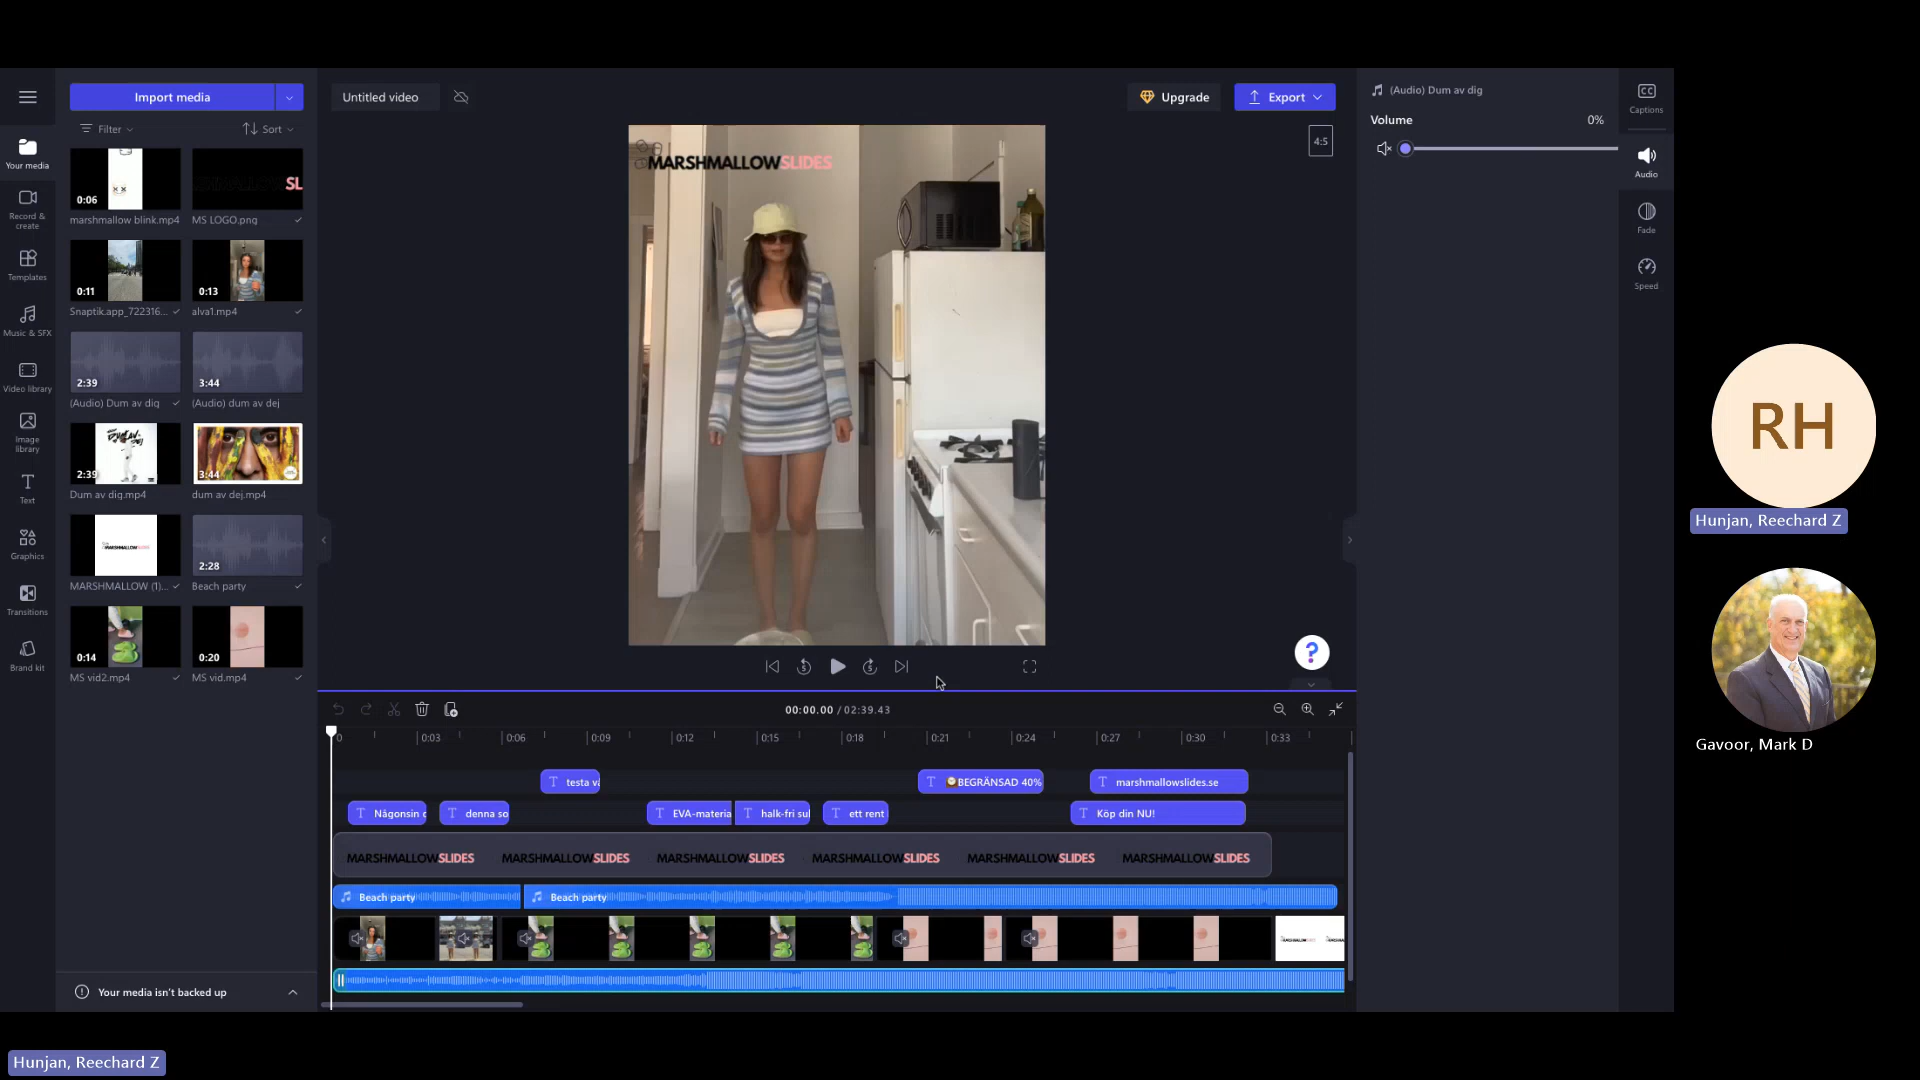 Import media
Untitled video
Upgrade
Export
(Audio) Dum av dig
CC
Captions
Filter
Sort
Volume
0%
4:5
Your media
Audio
MARSHMALLOWSLIDES
0:06
SL
marshmallow blink.mp4
MS LOGO.png
Record &
create
Fade
Templates
0:11
0:13
Speed
Snaptik.app_722316...
alva1.mp4
Music & SFX
2:39
3:44
Video library
(Audio) Dum av dig
(Audio) dum av dej
Image
library
2:39
3:44
Dum av dig.mp4
dum av dej.mp4
Text
RH
Hunjan, Reechard Z
Graphics
MARSHMALLOWSLIDES
2:28
MARSHMALLOW (1)...
Beach party
Transitions
0:14
0:20
Brand kit
MS vid2.mp4
MS vid.mp4
5
5
?
Gavoor, Mark D
00:00.00 / 02:39.43
0
0:03
0:06
0:09
0:12
0:15
0:18
0:21
0:24
0:27
0:30
0:33
T testa vå
T BEGRÄNSAD 40%
T marshmallowslides.se
T Någonsin
T denna so
T EVA-materia
T halk-fri sul
T ett rent
T Köp din NU!
MARSHMALLOWSLIDES MARSHMALLOWSLIDES MARSHMALLOWSLIDES MARSHMALLOWSLIDES MARSHMALLOWSLIDES MARSHMALLOWSLIDES
Beach party
Beach party
Your media isn't backed up
Hunjan, Reechard Z